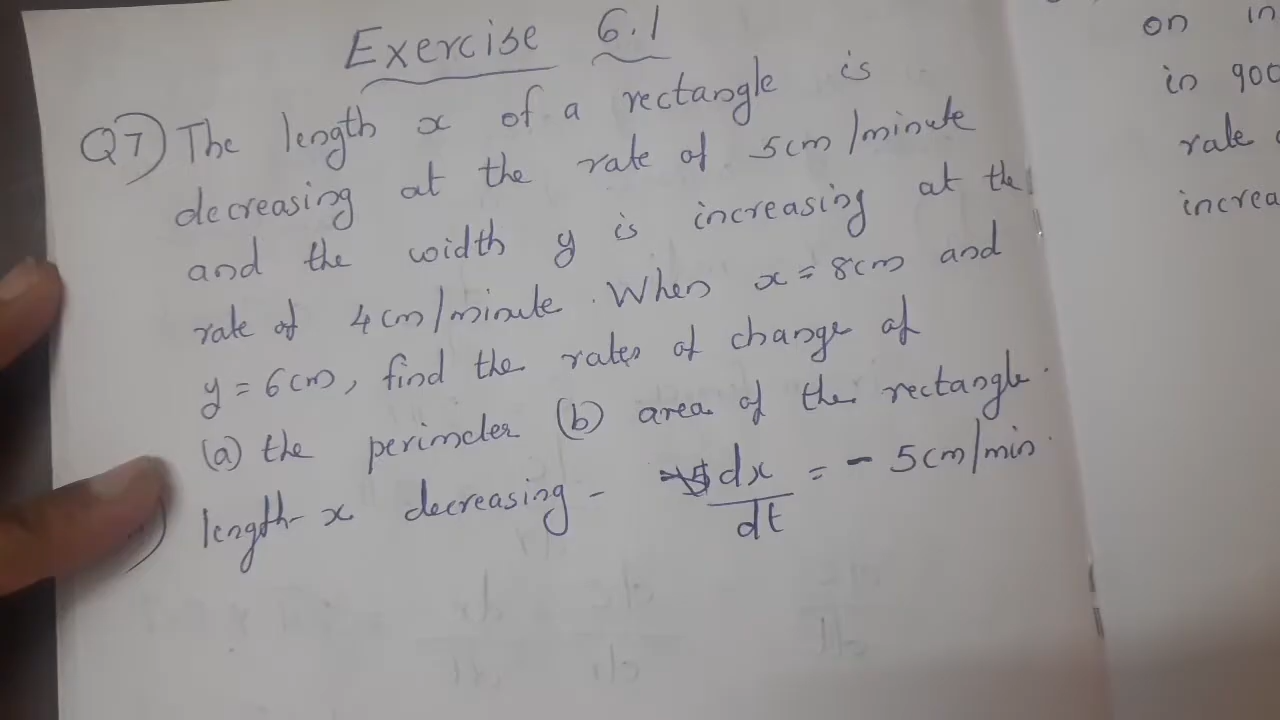 Exercise 6.1
Q7) The length x of a rectangle is
decreasing at the rate of 5cm/minute
and the width y is increasing at the
rate of 4cm/minute. When x = 8cm and
y = 6cm, find the rates of change of
(a) the perimeter (b) area of the rectangle.
length x decreasing - dx/dt = - 5cm/min.
on in
in 900
rate
increa